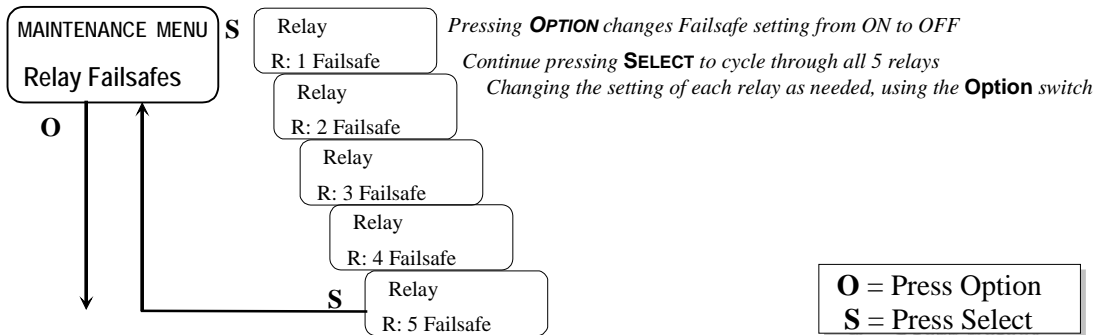 MAINTENANCE MENU
Relay Failsafes
S
O
Relay
R: 1 Failsafe
Relay
R: 2 Failsafe
Relay
R: 3 Failsafe
Relay
R: 4 Failsafe
S
Relay
R: 5 Failsafe
Pressing OPTION changes Failsafe setting from ON to OFF
Continue pressing SELECT to cycle through all 5 relays
Changing the setting of each relay as needed, using the Option switch
O = Press Option
S = Press Select